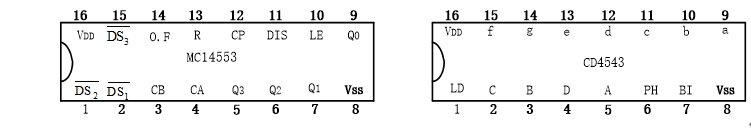 16 15 14 13 12 11 10 9
VDD DS3 O.F R CP DIS LE Q0
MC14553
DS2 DS1 CB CA Q3 Q2 Q1 Vss
1 2 3 4 5 6 7 8
16 15 14 13 12 11 10 9
VDD f g e d c b a
CD4543
LD C B D A PH BI Vss
1 2 3 4 5 6 7 8